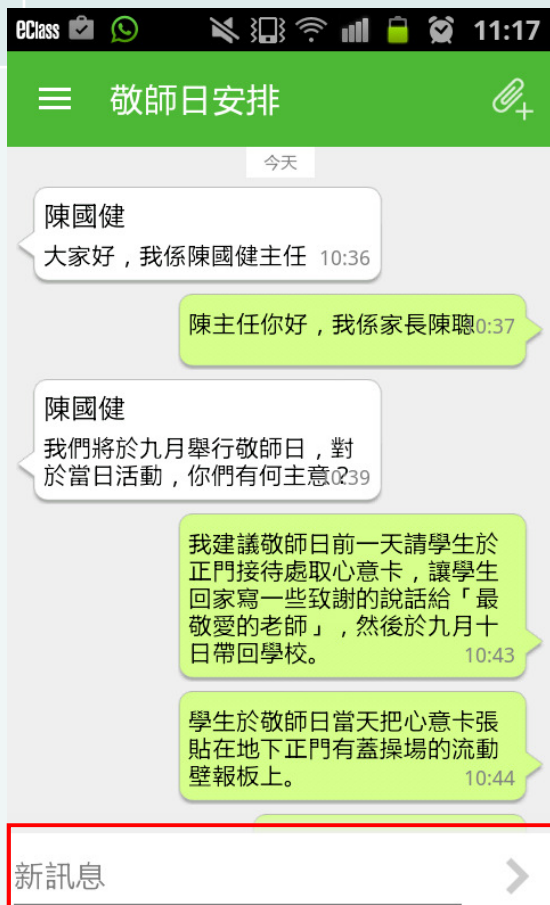 eClass
11:17
敬師日安排
今天
陳國健
大家好，我係陳國健主任 10:36
陳主任你好，我係家長陳聰 10:37
陳國健
我們將於九月舉行敬師日，對
於當日活動，你們有何主意？ 10:39
我建議敬師日前一天請學生於
正門接待處取心意卡，讓學生
回家寫一些致謝的說話給「最
敬愛的老師」，然後於九月十
日帶回學校。 10:43
學生於敬師日當天把心意卡張
貼在地下正門有蓋操場的流動
壁報板上。 10:44
新訊息